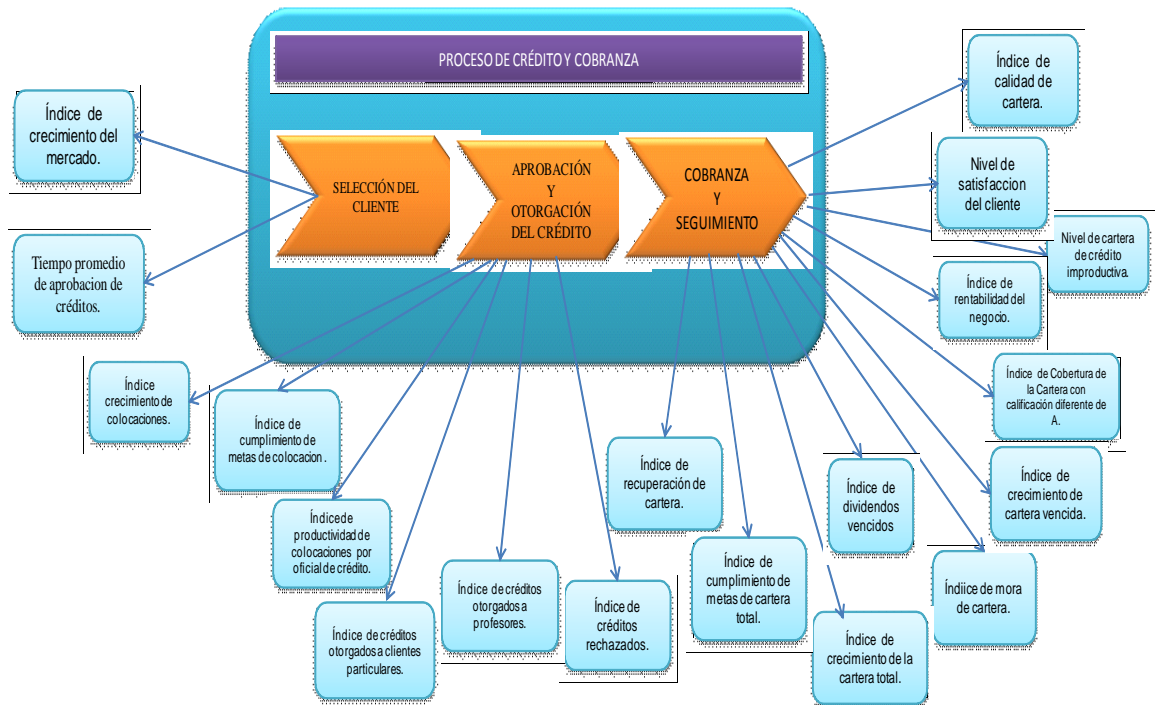 PROCESO DE CRÉDITO Y COBRANZA
SELECCIÓN DEL
CLIENTE
APROBACIÓN
Y
OTORGACIÓN
DEL CRÉDITO
COBRANZA
Y
SEGUIMIENTO
Índice de
crecimiento del
mercado.
Tiempo promedio
de aprobacion de
créditos.
Índice
crecimiento de
colocaciones.
Índice de
cumplimiento de
metas de colocacion .
Índice de
productividad de
colocaciones por
oficial de crédito.
Índice de créditos
otorgados a clientes
particulares.
Índice de créditos
otorgados a
profesores.
Índice de
créditos
rechazados.
Índice de
recuperación de
cartera.
Índice de
cumplimiento de
metas de cartera
total.
Índice de
crecimiento de la
cartera total.
Índice de
dividendos
vencidos
Índiice de mora
de cartera.
Índice de
crecimiento de
cartera vencida.
Índice de Cobertura de
la Cartera con
calificación diferente de
A.
Índice de
rentabilidad del
negocio.
Nivel de cartera
de crédito
improductiva.
Nivel de
satisfaccion
del cliente
Índice de
calidad de
cartera.